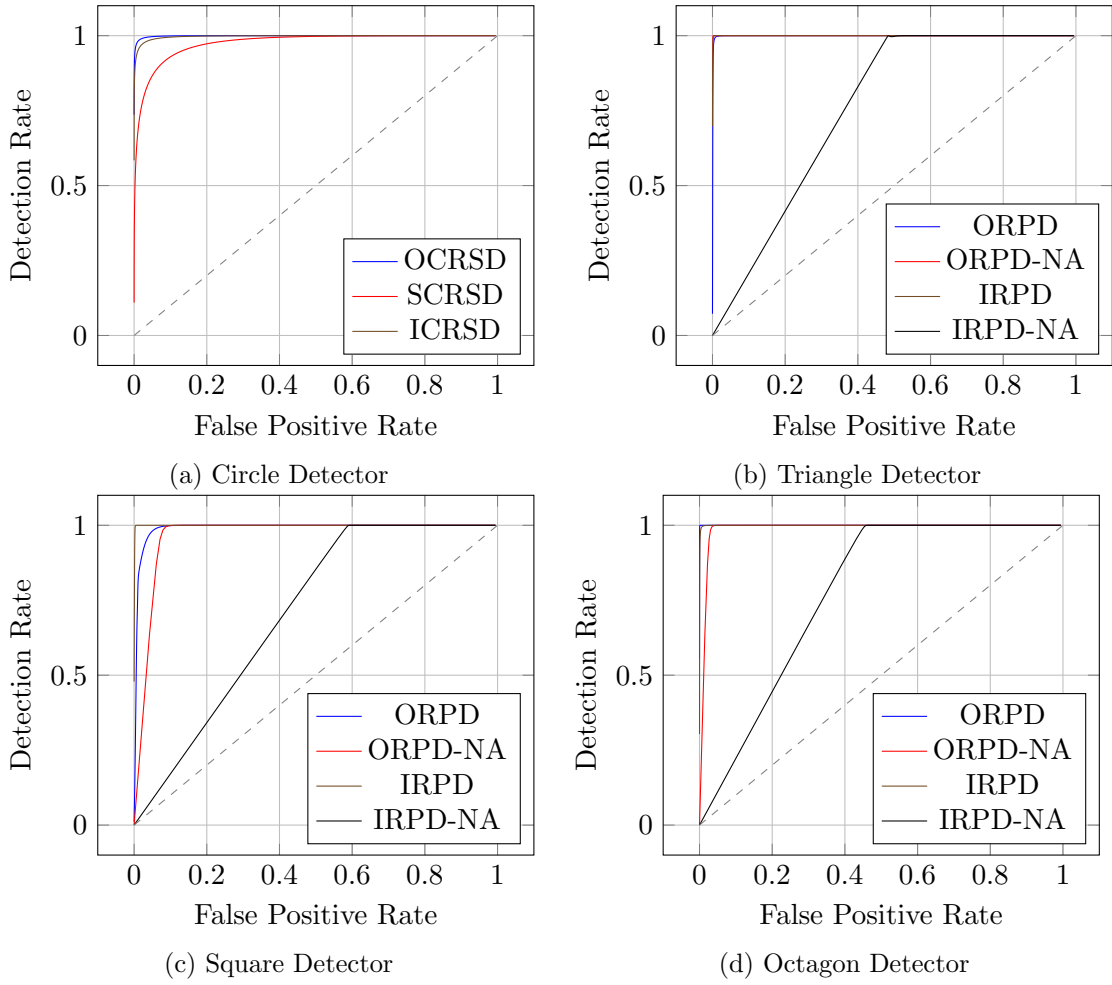 1
0.5
0
Detection Rate
OCRSD
SCRSD
ICRSD
0 0.2 0.4 0.6 0.8 1
False Positive Rate
(a) Circle Detector
1
0.5
0
Detection Rate
ORPD
ORPD-NA
IRPD
IRPD-NA
0 0.2 0.4 0.6 0.8 1
False Positive Rate
(b) Triangle Detector
1
0.5
0
Detection Rate
ORPD
ORPD-NA
IRPD
IRPD-NA
0 0.2 0.4 0.6 0.8 1
False Positive Rate
(c) Square Detector
1
0.5
0
Detection Rate
ORPD
ORPD-NA
IRPD
IRPD-NA
0 0.2 0.4 0.6 0.8 1
False Positive Rate
(d) Octagon Detector